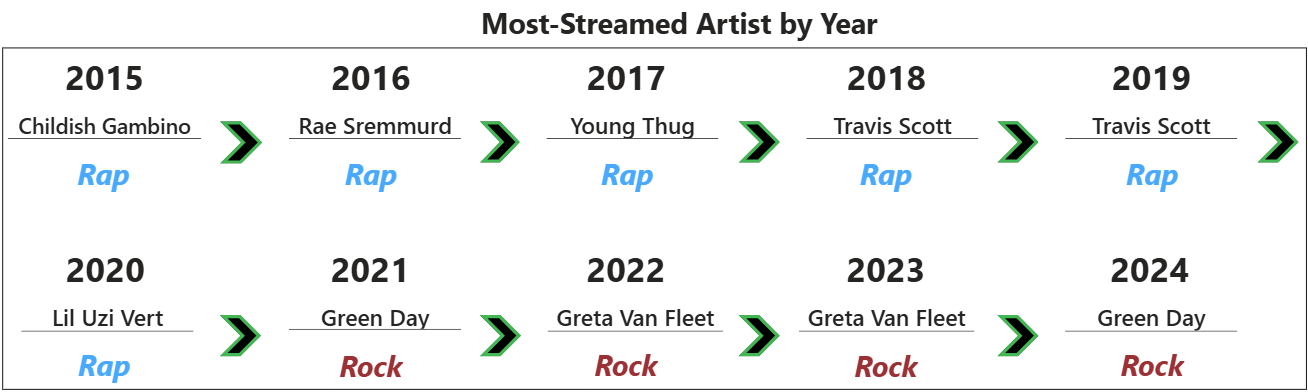 Most-Streamed Artist by Year
2015 2016 2017 2018 2019
Childish Gambino Rae Sremmurd Young Thug Travis Scott Travis Scott
Rap Rap Rap Rap Rap
2020 2021 2022 2023 2024
Lil Uzi Vert Green Day Greta Van Fleet Greta Van Fleet Green Day
Rap Rock Rock Rock Rock